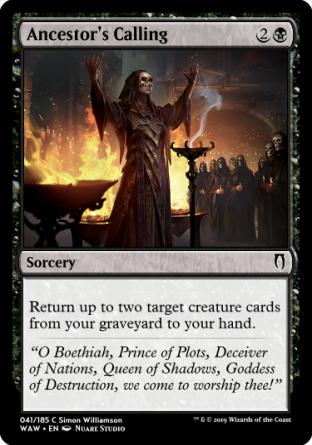 Ancestor's Calling 2
Sorcery
Return up to two target creature cards
from your graveyard to your hand.
“O Boethiah, Prince of Plots, Deceiver
of Nations, Queen of Shadows, Goddess
of Destruction, we come to worship thee!”
041/185 C Simon Williamson
WAW • EN Nuare Studio
™ & © 2019 Wizards of the Coast